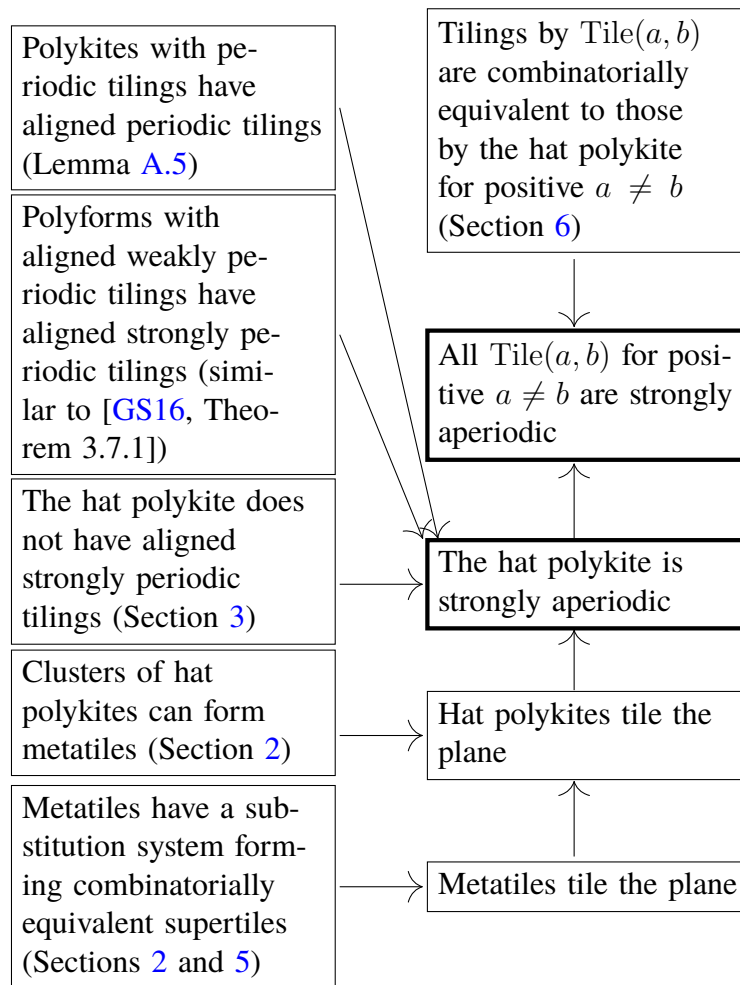 Polykites with pe-
riodic tilings have
aligned periodic tilings
(Lemma A.5)
Polyforms with
aligned weakly pe-
riodic tilings have
aligned strongly pe-
riodic tilings (simi-
lar to [GS16, Theo-
rem 3.7.1])
The hat polykite does
not have aligned
strongly periodic
tilings (Section 3)
Clusters of hat
polykites can form
metatiles (Section 2)
Metatiles have a sub-
stitution system form-
ing combinatorially
equivalent supertiles
(Sections 2 and 5)
Tilings by Tile(a, b)
are combinatorially
equivalent to those
by the hat polykite
for positive a ≠ b
(Section 6)
All Tile(a, b) for posi-
tive a ≠ b are strongly
aperiodic
The hat polykite is
strongly aperiodic
Hat polykites tile the
plane
Metatiles tile the plane